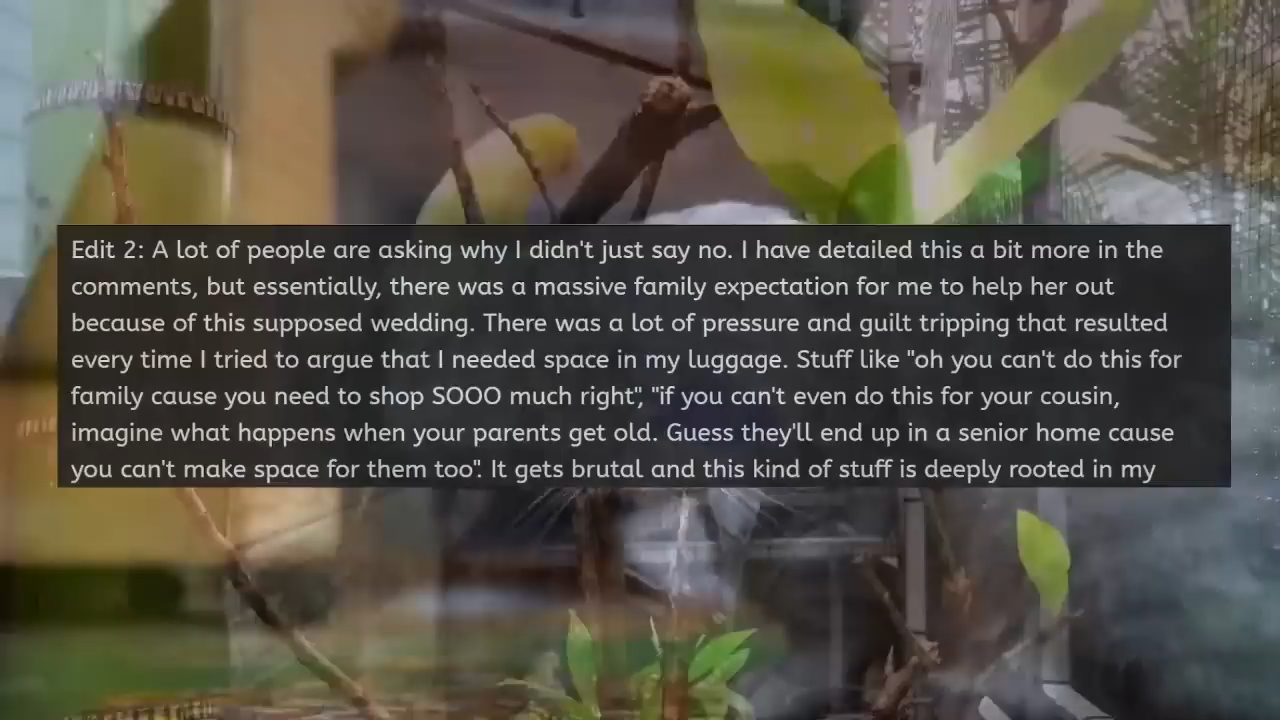 Edit 2: A lot of people are asking why I didn't just say no. I have detailed this a bit more in the
comments, but essentially, there was a massive family expectation for me to help her out
because of this supposed wedding. There was a lot of pressure and guilt tripping that resulted
every time I tried to argue that I needed space in my luggage. Stuff like "oh you can't do this for
family cause you need to shop SOOO much right", "if you can't even do this for your cousin,
imagine what happens when your parents get old. Guess they'll end up in a senior home cause
you can't make space for them too". It gets brutal and this kind of stuff is deeply rooted in my